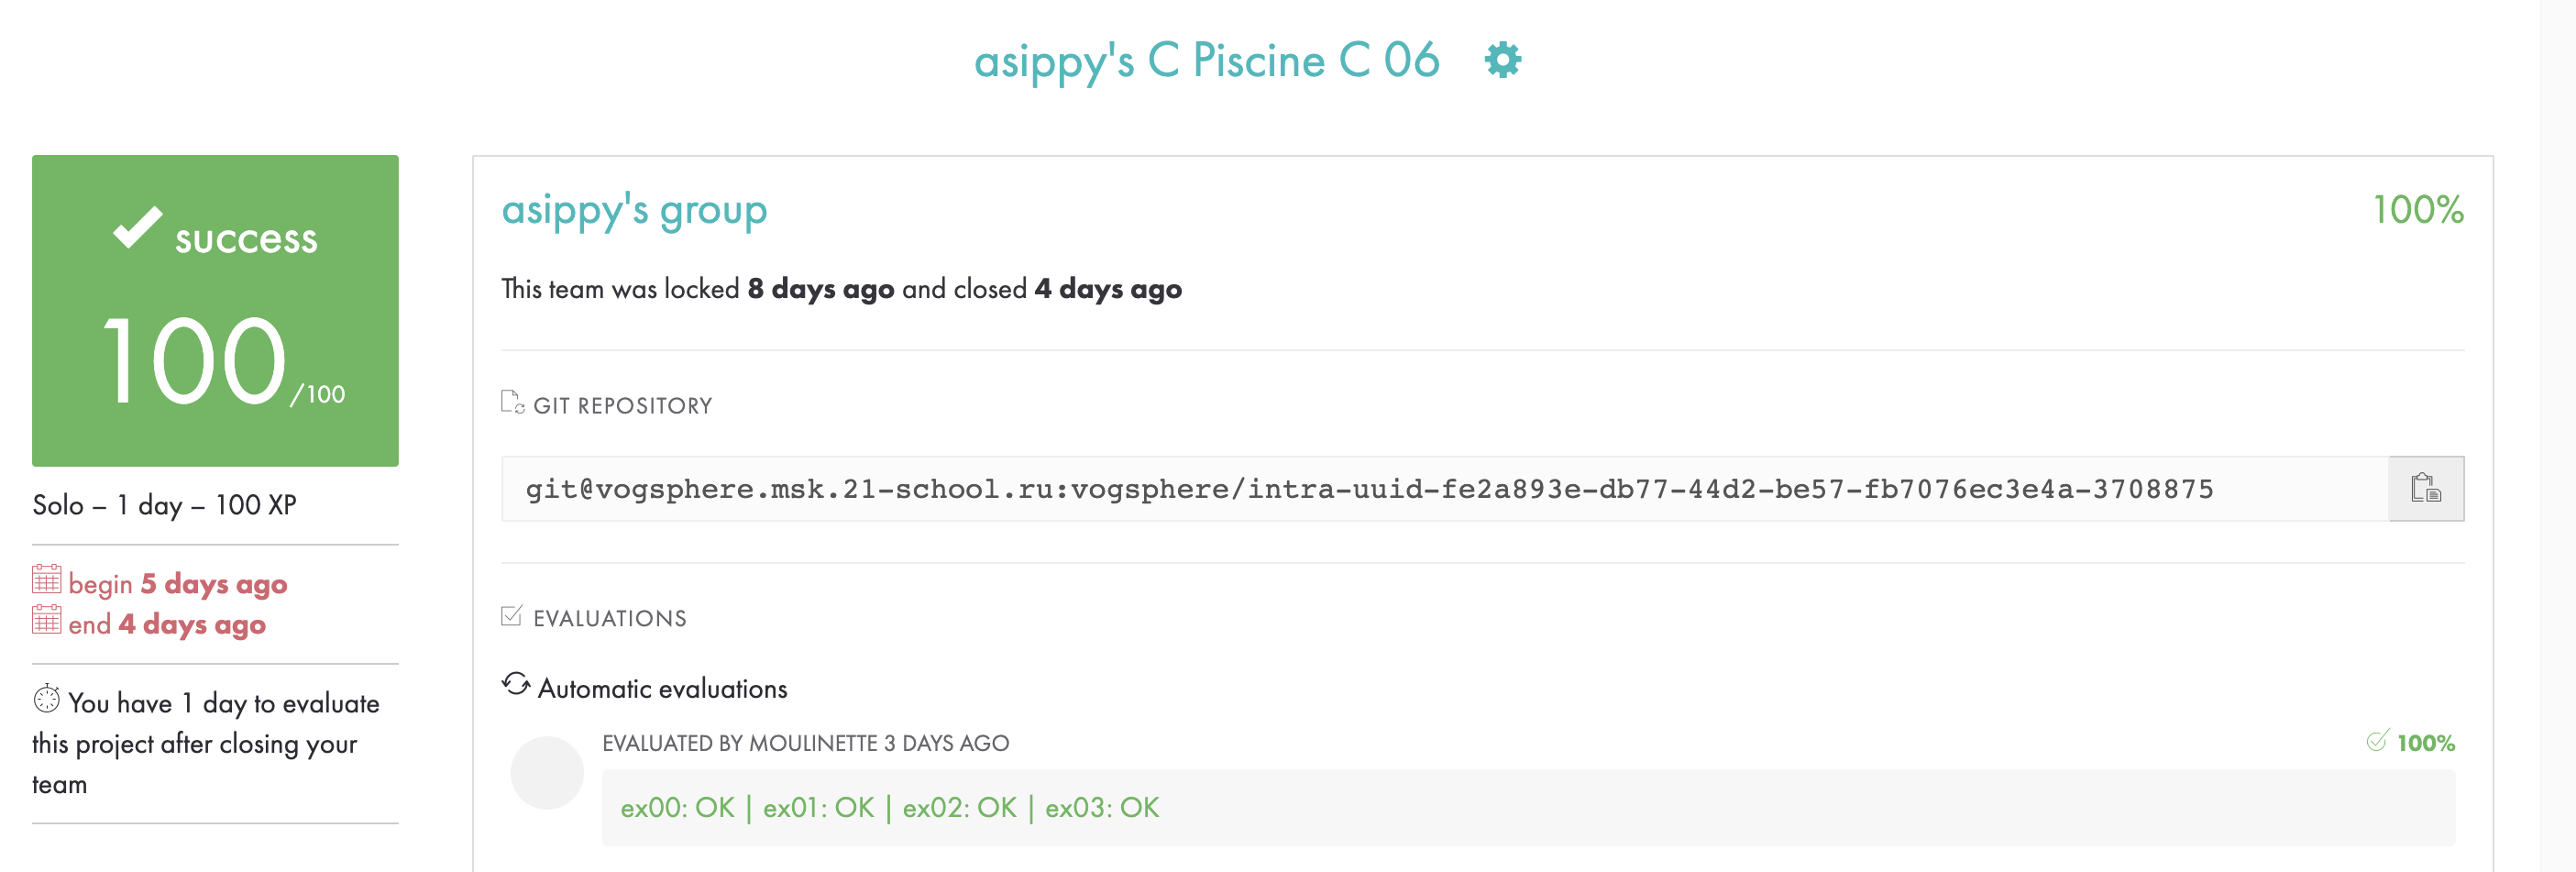 asippy's C Piscine C 06
success
100/100
Solo – 1 day – 100 XP
begin 5 days ago
end 4 days ago
You have 1 day to evaluate
this project after closing your
team
asippy's group
100%
This team was locked 8 days ago and closed 4 days ago
GIT REPOSITORY
git@vogsphere.msk.21-school.ru:vogsphere/intra-uuid-fe2a893e-db77-44d2-be57-fb7076ec3e4a-3708875
EVALUATIONS
Automatic evaluations
EVALUATED BY MOULINETTE 3 DAYS AGO
100%
ex00: OK | ex01: OK | ex02: OK | ex03: OK